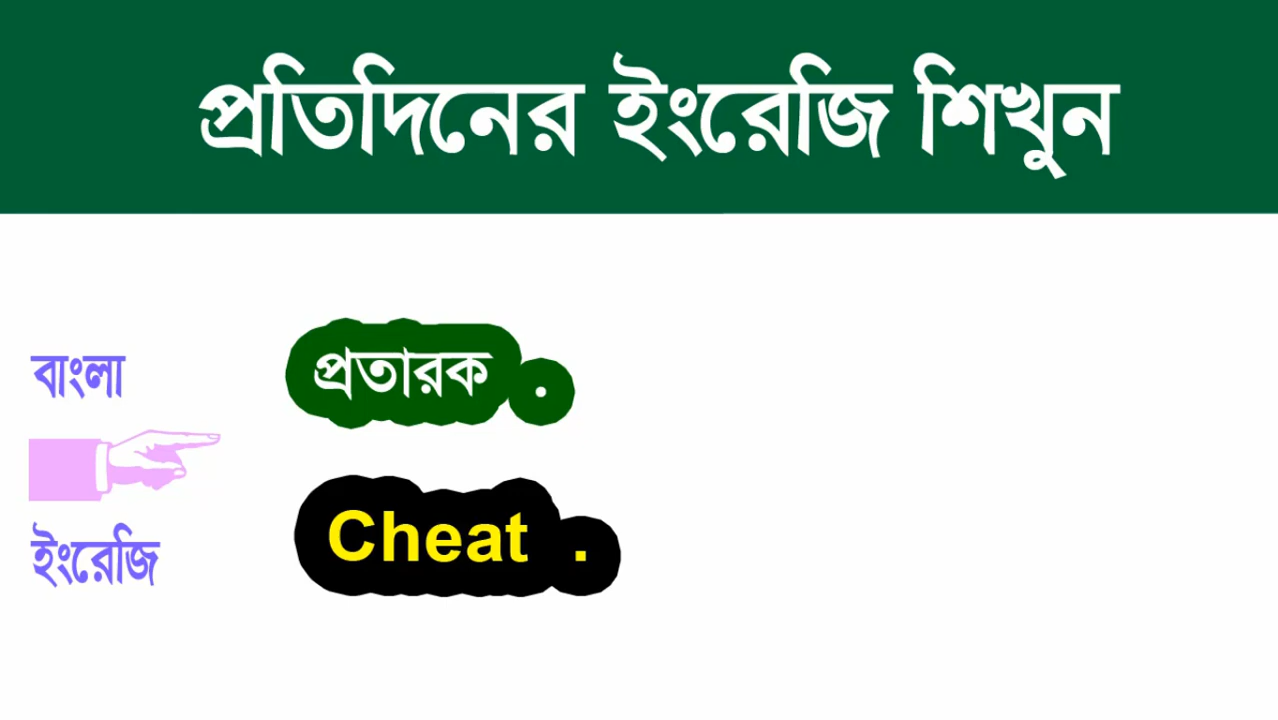 প্রতিদিনের ইংরেজি শিখুন
বাংলা
প্রতারক .
ইংরেজি
Cheat .